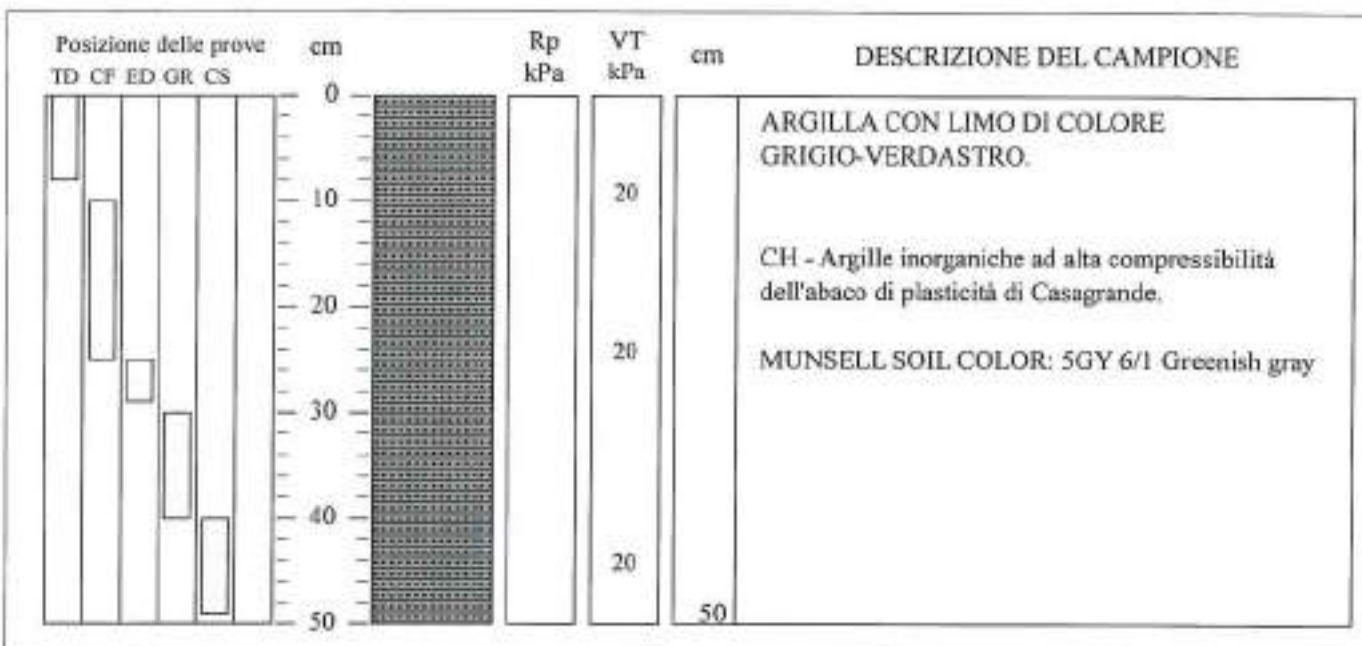 Posizione delle prove
TD CF ED GR CS
cm
0
10
20
30
40
50
Rp
kPa
VT
kPa
20
20
20
cm
50
DESCRIZIONE DEL CAMPIONE
ARGILLA CON LIMO DI COLORE
GRIGIO-VERDASTRO.
CH - Argille inorganiche ad alta compressibilità
dell'abaco di plasticità di Casagrande.
MUNSELL SOIL COLOR: 5GY 6/1 Greenish gray